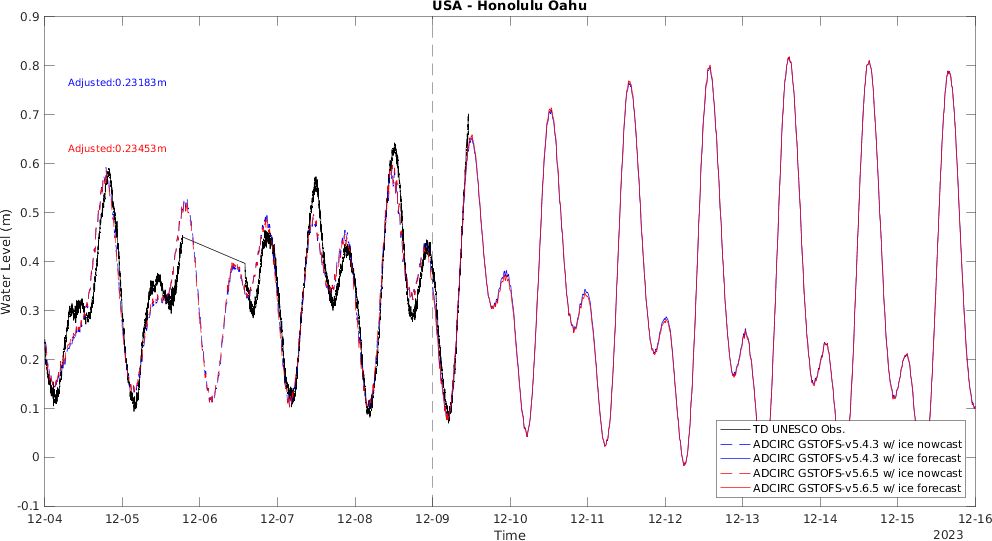 USA - Honolulu Oahu
0.9
0.8
0.7
0.6
0.5
0.4
0.3
0.2
0.1
0
-0.1
Water Level (m)
Adjusted:0.23183m
Adjusted:0.23453m
TD UNESCO Obs.
ADCIRC GSTOFS-v5.4.3 w/ ice nowcast
ADCIRC GSTOFS-v5.4.3 w/ ice forecast
ADCIRC GSTOFS-v5.6.5 w/ ice nowcast
ADCIRC GSTOFS-v5.6.5 w/ ice forecast
12-04 12-05 12-06 12-07 12-08 12-09 12-10 12-11 12-12 12-13 12-14 12-15 12-16
Time
2023